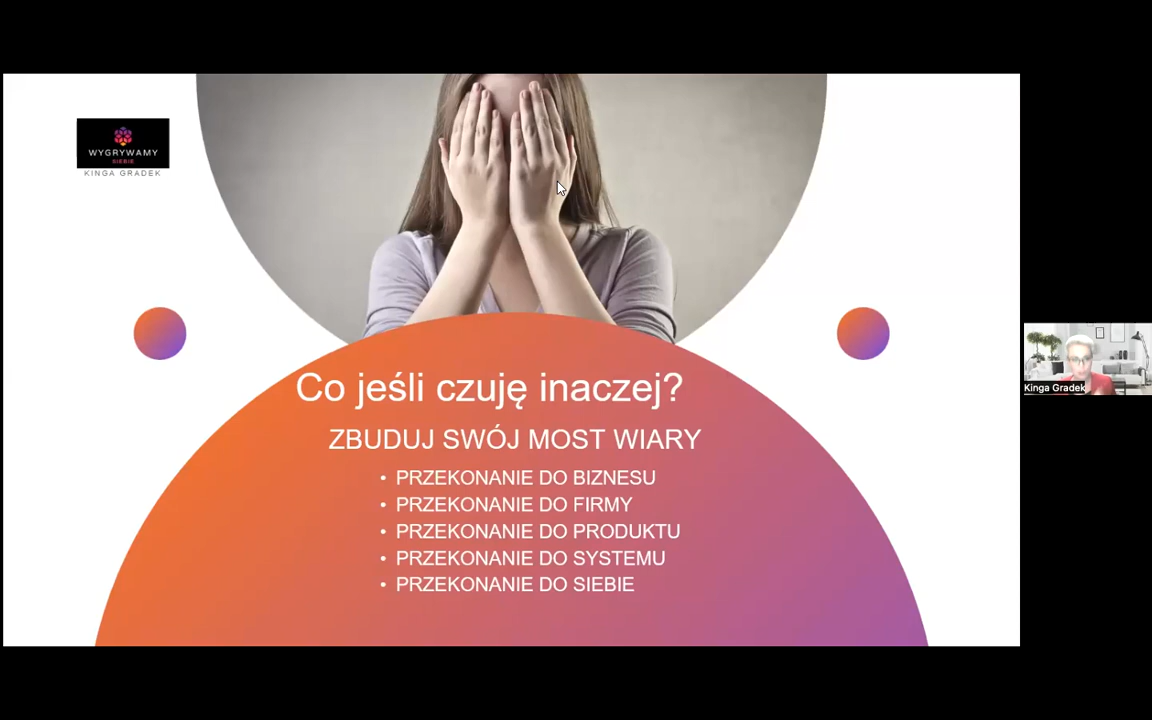 WYGRYWAMY
SIEBIE
KINGA GRADEK
Co jeśli czuję inaczej?
ZBUDUJ SWÓJ MOST WIARY
• PRZEKONANIE DO BIZNESU
• PRZEKONANIE DO FIRMY
• PRZEKONANIE DO PRODUKTU
• PRZEKONANIE DO SYSTEMU
• PRZEKONANIE DO SIEBIE
Kinga Gradek